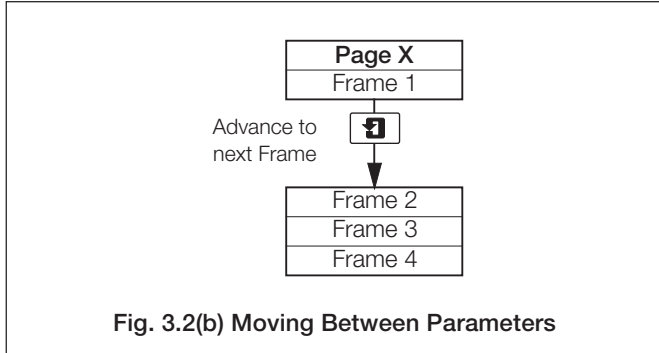 Page X
Frame 1
Advance to
next Frame
Frame 2
Frame 3
Frame 4
Fig. 3.2(b) Moving Between Parameters